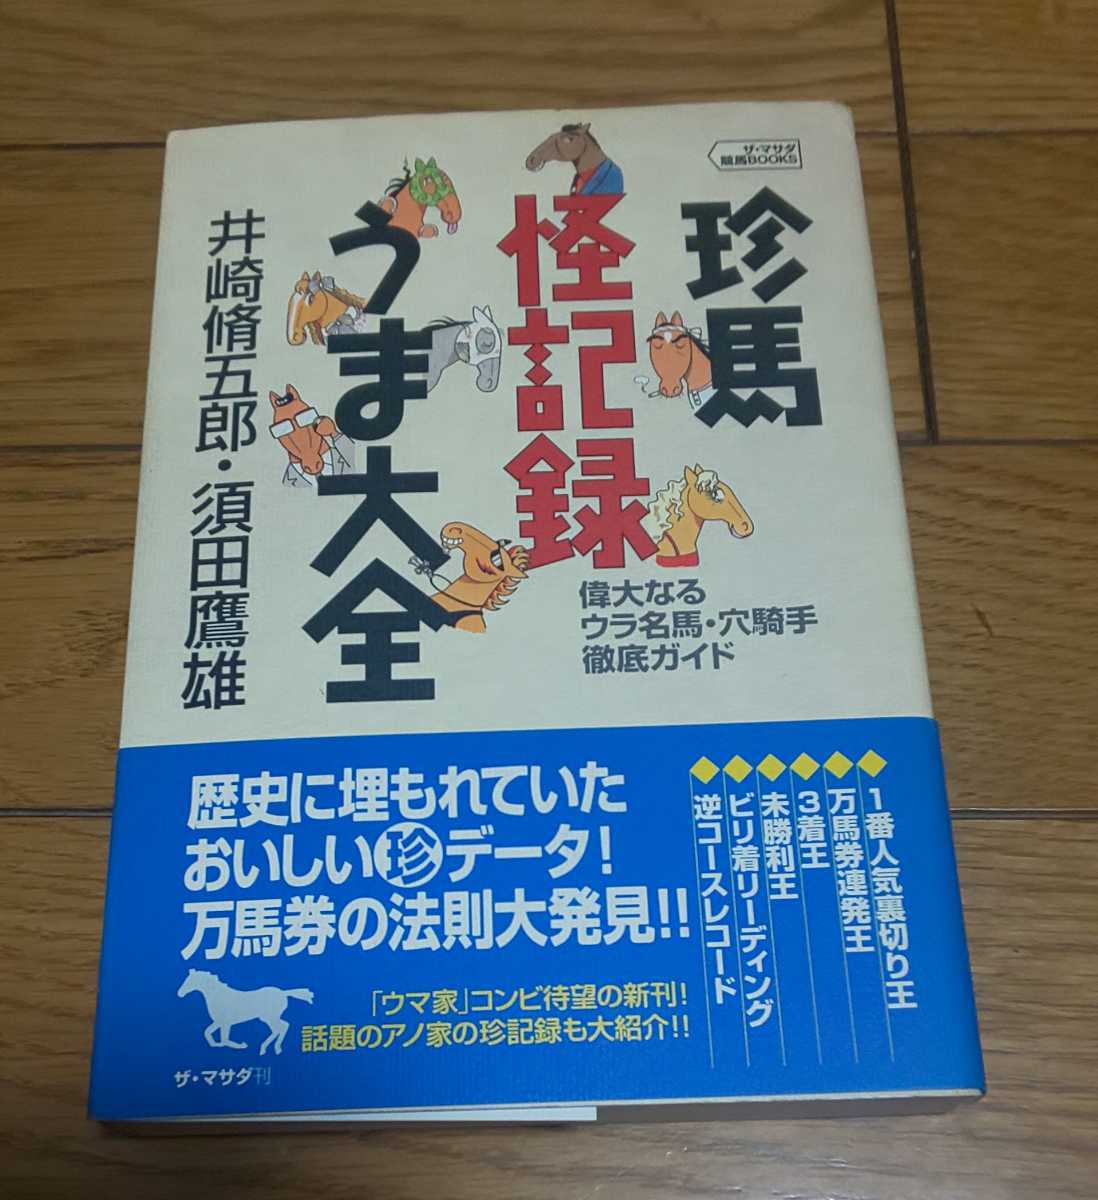 ザ・マサダ
競馬BOOKS
珍馬
怪記録
うま大全
偉大なる
ウラ名馬・穴騎手
徹底ガイド
井崎脩五郎・須田鷹雄
歴史に埋もれていた
おいしい珍データ!
万馬券の法則大発見!!
1番人気裏切り王
万馬券連発王
3着王
未勝利王
ビリ着リーディング
逆コースレコード
「ウマ家」コンビ待望の新刊!
話題のアノ家の珍記録も大紹介!!
ザ・マサダ刊